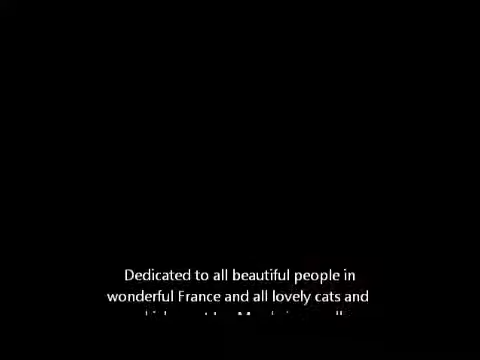 Dedicated to all beautiful people in
wonderful France and all lovely cats and